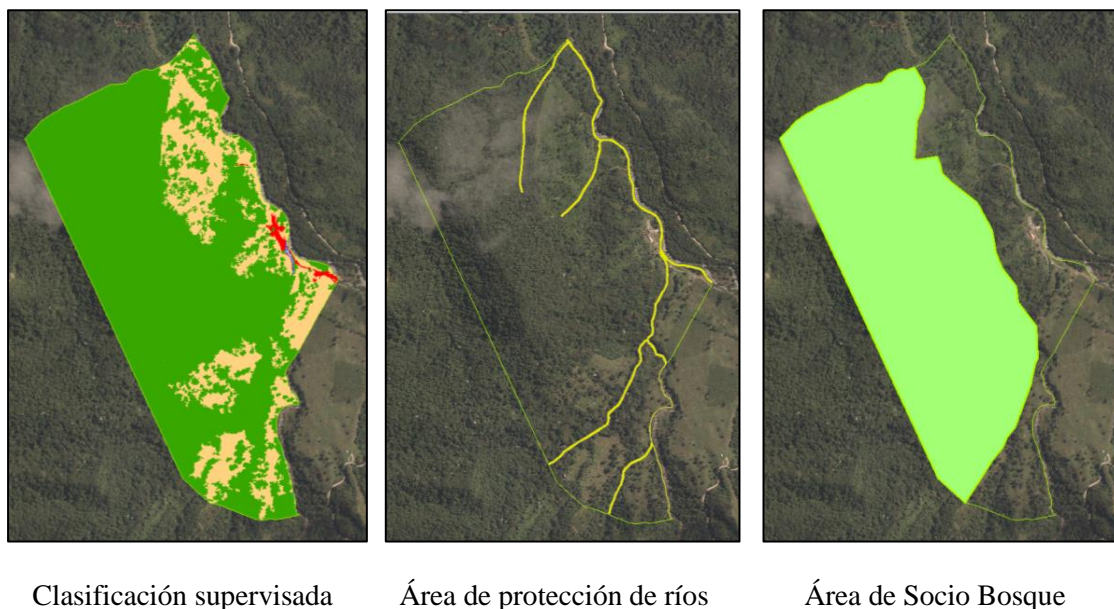 Clasificación supervisada
Área de protección de ríos
Área de Socio Bosque